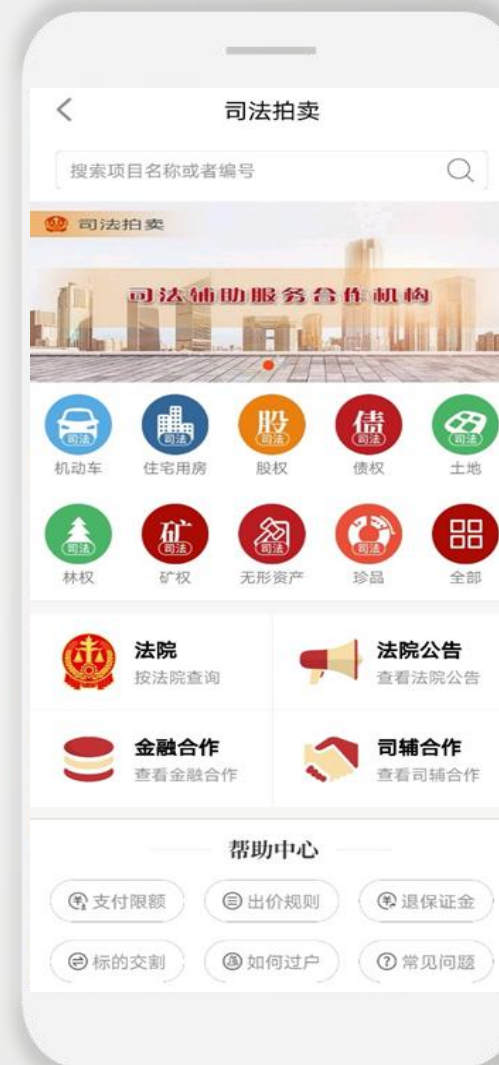 司法拍卖
搜索项目名称或者编号
司法拍卖
司法辅助服务合作机构
司法 司法 股 司法 债 司法 司法
机动车 住宅用房 股权 债权 土地
司法 矿 司法 司法 司法
林权 矿权 无形资产 珍品 全部
法院 法院公告
按法院查询 查看法院公告
金融合作 司辅合作
查看金融合作 查看司辅合作
帮助中心
支付限额 出价规则 退保证金
标的交割 如何过户 常见问题